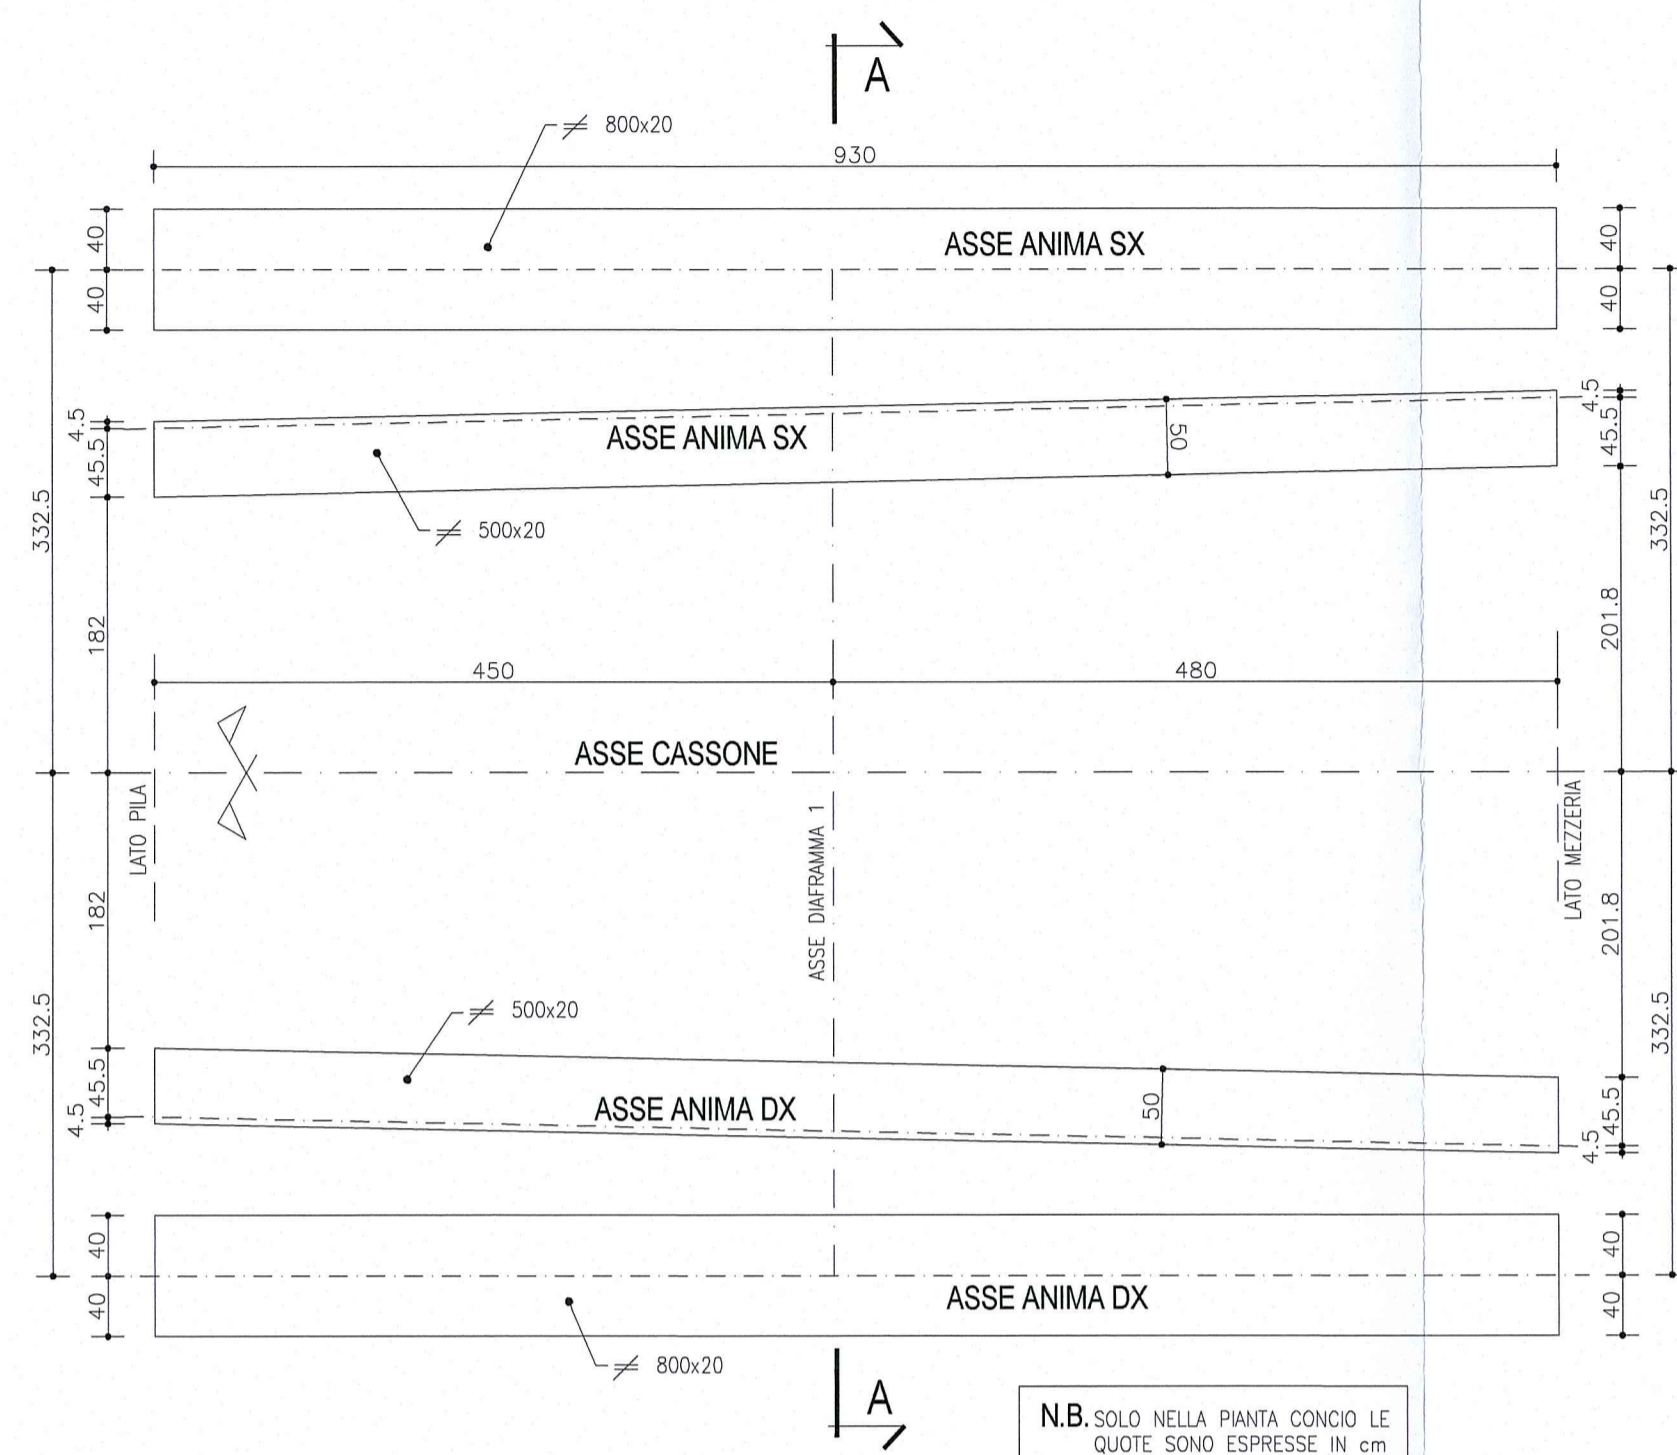 A
800x20
930
40
ASSE ANIMA SX
40
40
40
4.5
4.5
45.5
ASSE ANIMA SX
50
45.5
332.5
500x20
332.5
182
201.8
450
480
ASSE CASSONE
LATO PILA
ASSE DIAFRAMMA 1
LATO MEZZERIA
182
201.8
332.5
500x20
332.5
45.5
4.5
ASSE ANIMA DX
50
45.5
4.5
40
40
ASSE ANIMA DX
40
40
800x20
A
N.B. SOLO NELLA PIANTA CONCIO LE
QUOTE SONO ESPRESSE IN cm